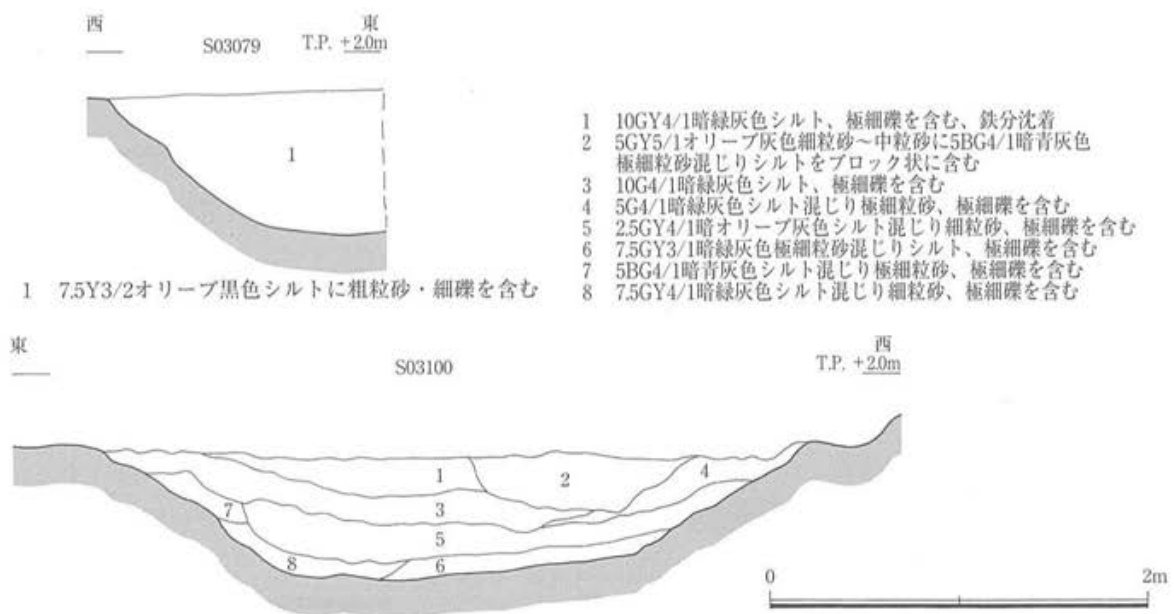 西 東
S03079 T.P. +2.0m
1
1 7.5Y3/2オリーブ黒色シルトに粗粒砂・細礫を含む
1 10GY4/1暗緑灰色シルト、極細礫を含む、鉄分沈着
2 5GY5/1オリーブ灰色細粒砂～中粒砂に5BG4/1暗青灰色
極細粒砂混じりシルトをブロック状に含む
3 10G4/1暗緑灰色シルト、極細礫を含む
4 5G4/1暗緑灰色シルト混じり極細粒砂、極細礫を含む
5 2.5GY4/1暗オリーブ灰色シルト混じり細粒砂、極細礫を含む
6 7.5GY3/1暗緑灰色極細粒砂混じりシルト、極細礫を含む
7 5BG4/1暗青灰色シルト混じり極細粒砂、極細礫を含む
8 7.5GY4/1暗緑灰色シルト混じり細粒砂、極細礫を含む
東 西
S03100 T.P. +2.0m
1 2 4
7 3
5
8 6
0 2m